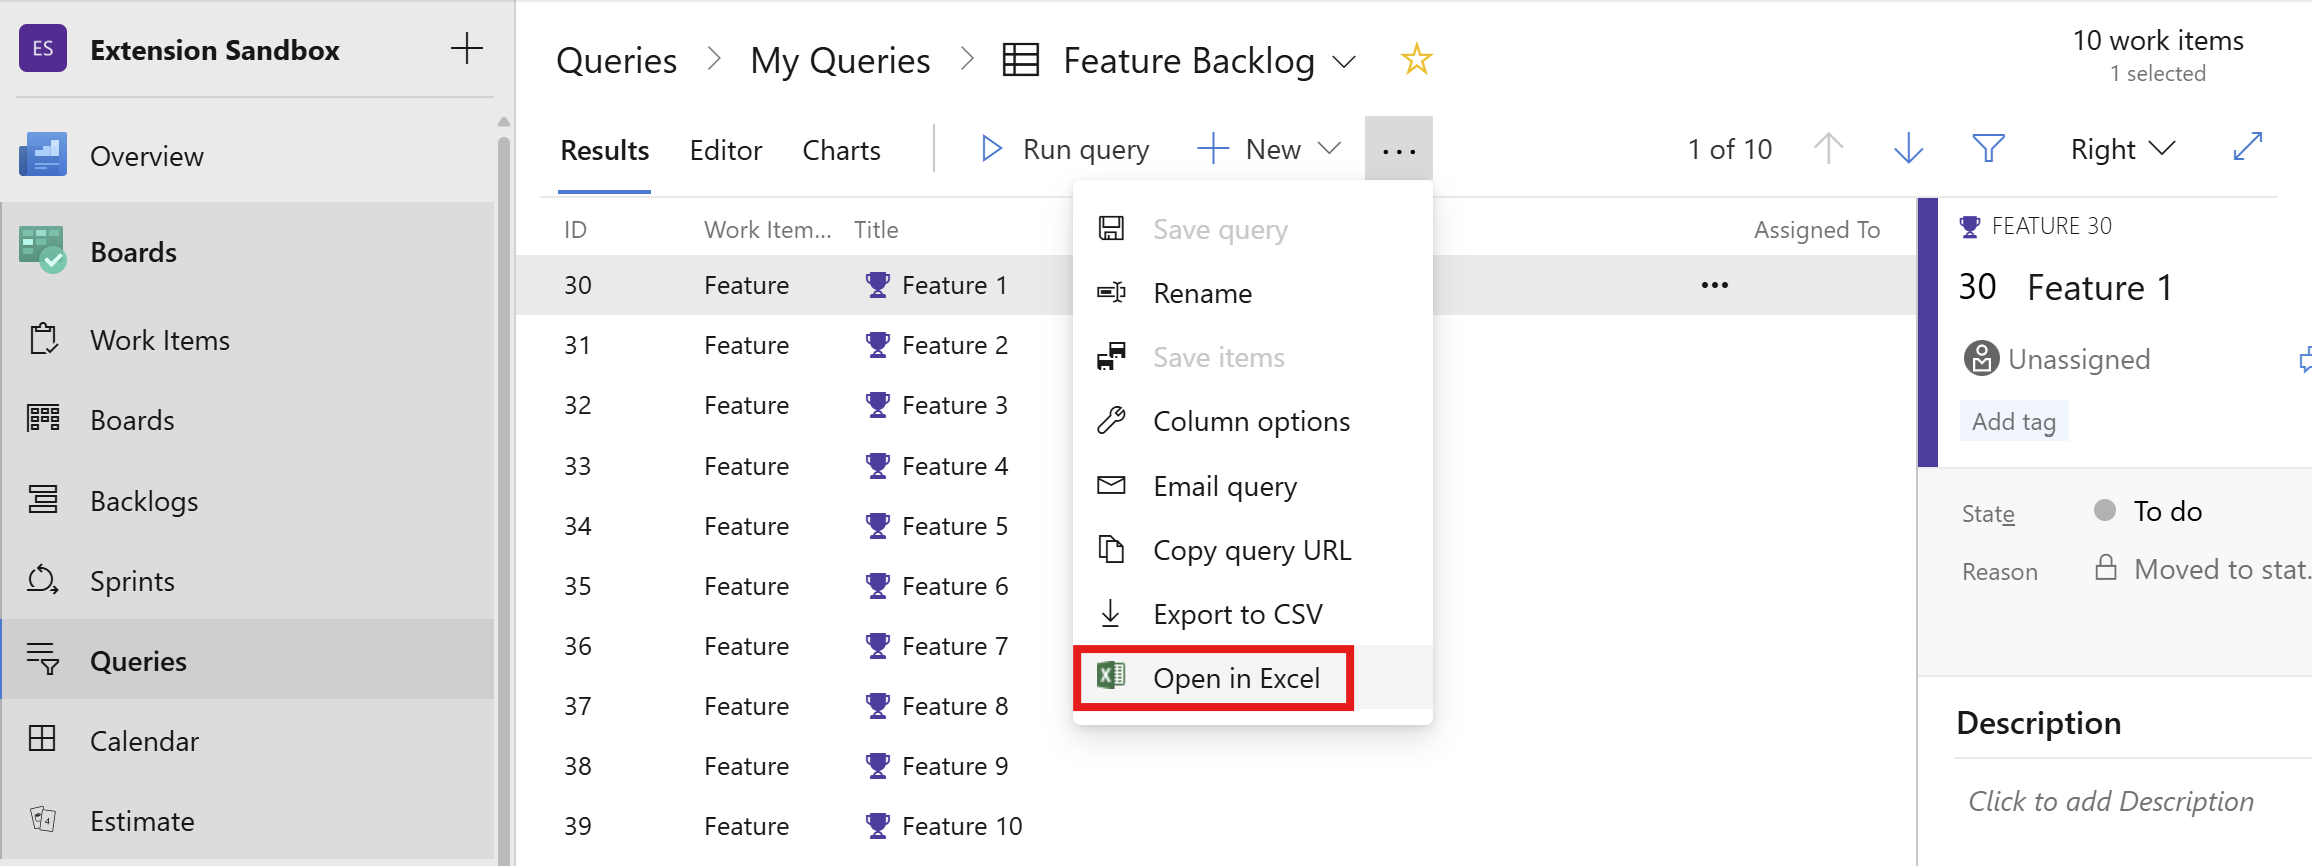 ES Extension Sandbox
Overview
Boards
Work Items
Boards
Backlogs
Sprints
Queries
Calendar
4
Estimate
Queries > My Queries > Feature Backlog
10 work items
1 selected
Results Editor Charts Run query New ...
1 of 10 Right
ID Work Item... Title Assigned To
30 Feature Feature 1 ...
31 Feature Feature 2
32 Feature Feature 3
33 Feature Feature 4
34 Feature Feature 5
35 Feature Feature 6
36 Feature Feature 7
37 Feature Feature 8
38 Feature Feature 9
39 Feature Feature 10
Save query
Rename
Save items
Column options
Email query
Copy query URL
Export to CSV
Open in Excel
FEATURE 30
30 Feature 1
Unassigned
Add tag
State To do
Reason Moved to stat..
Description
Click to add Description